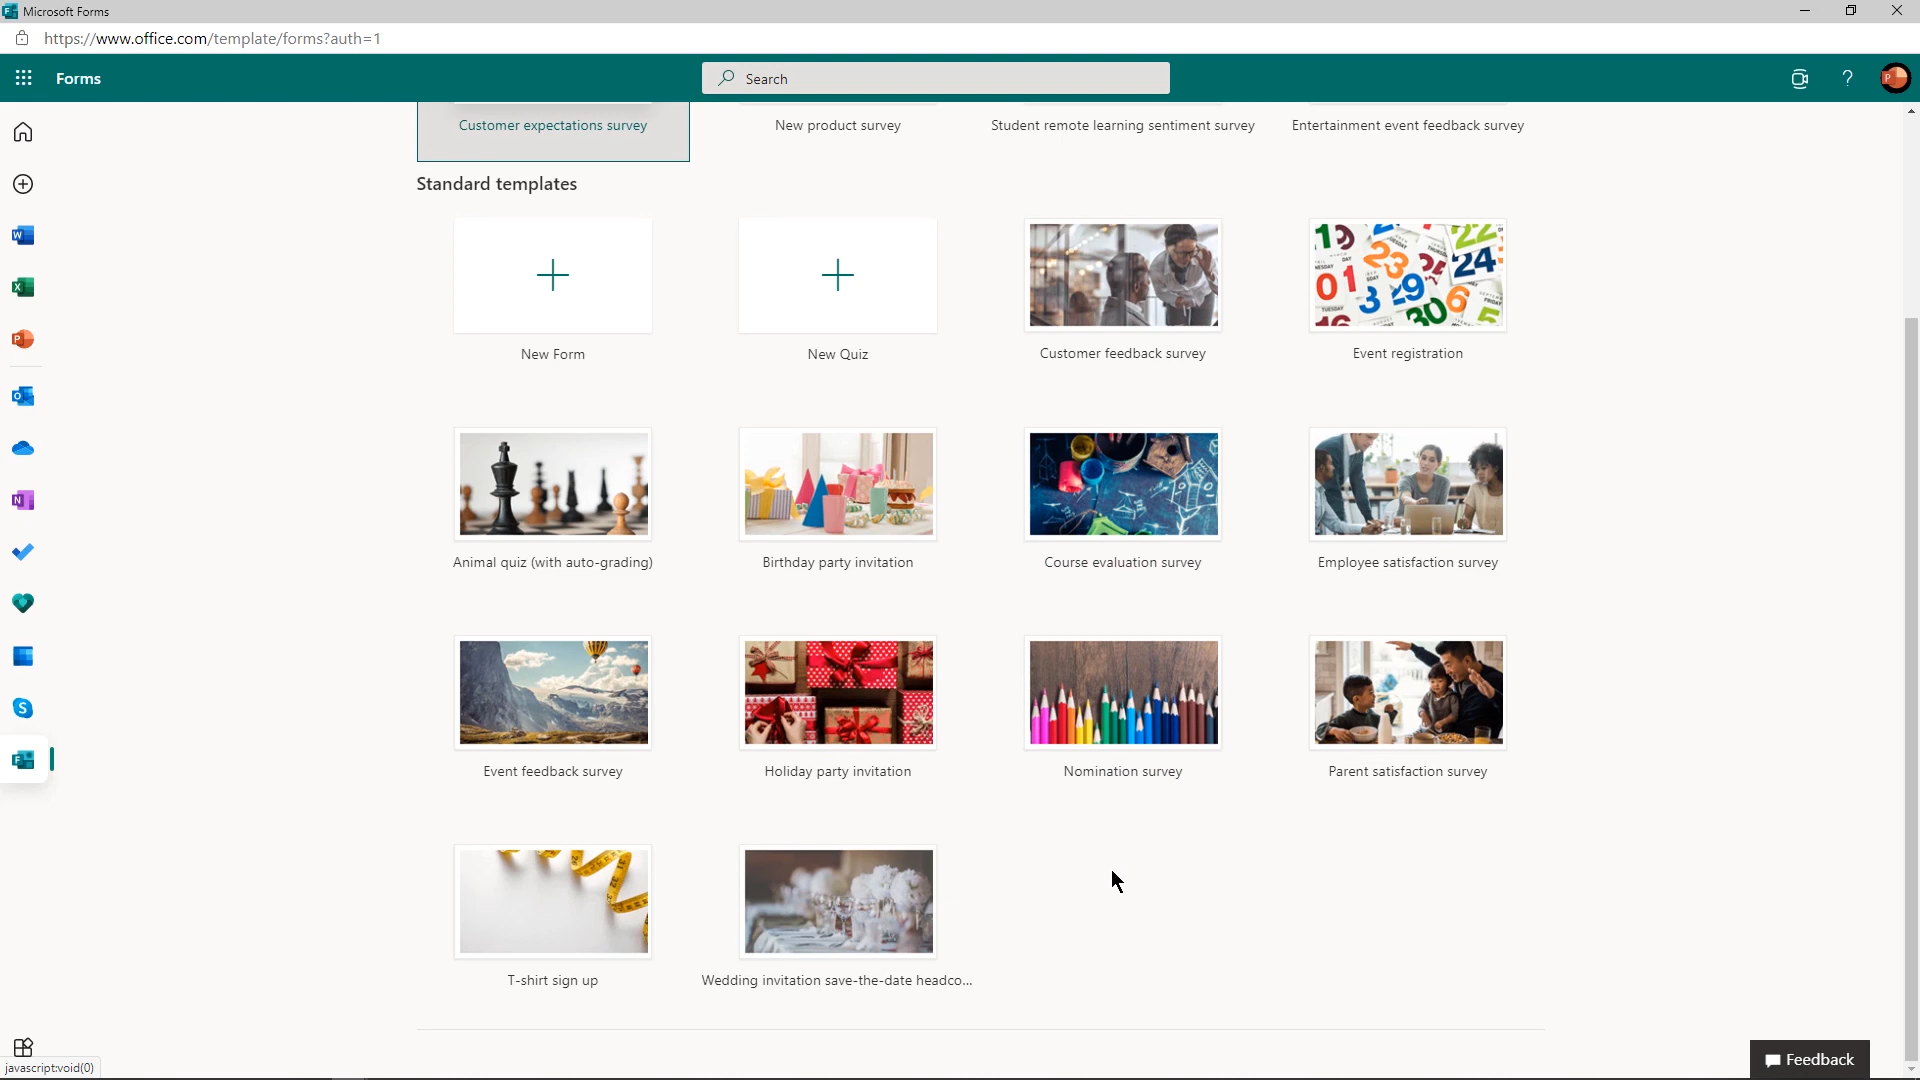 Microsoft Forms
https://www.office.com/template/forms?auth=1
Forms
Search
?
Customer expectations survey
New product survey
Student remote learning sentiment survey
Entertainment event feedback survey
Standard templates
New Form
New Quiz
Customer feedback survey
Event registration
Animal quiz (with auto-grading)
Birthday party invitation
Course evaluation survey
Employee satisfaction survey
Event feedback survey
Holiday party invitation
Nomination survey
Parent satisfaction survey
T-shirt sign up
Wedding invitation save-the-date headco...
javascript:void(0)
Feedback